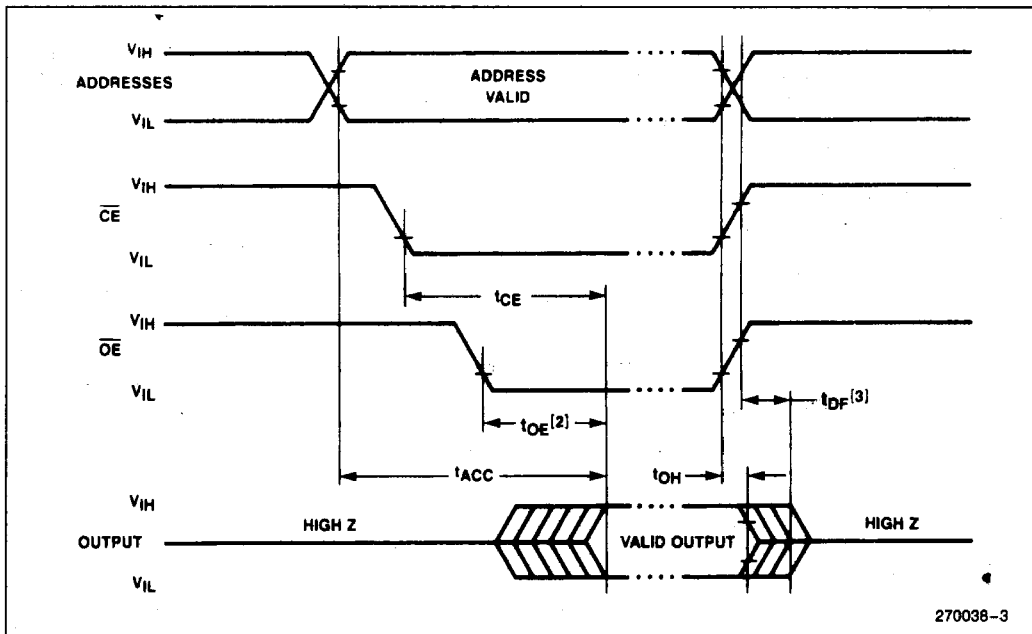 VIH
ADDRESSES
ADDRESS
VALID
VIL
VIH
CE
VIL
tCE
VIH
OE
VIL
tOE[2]
tDF[3]
tACC
tOH
VIH
HIGH Z
OUTPUT
VALID OUTPUT
HIGH Z
VIL
270038-3